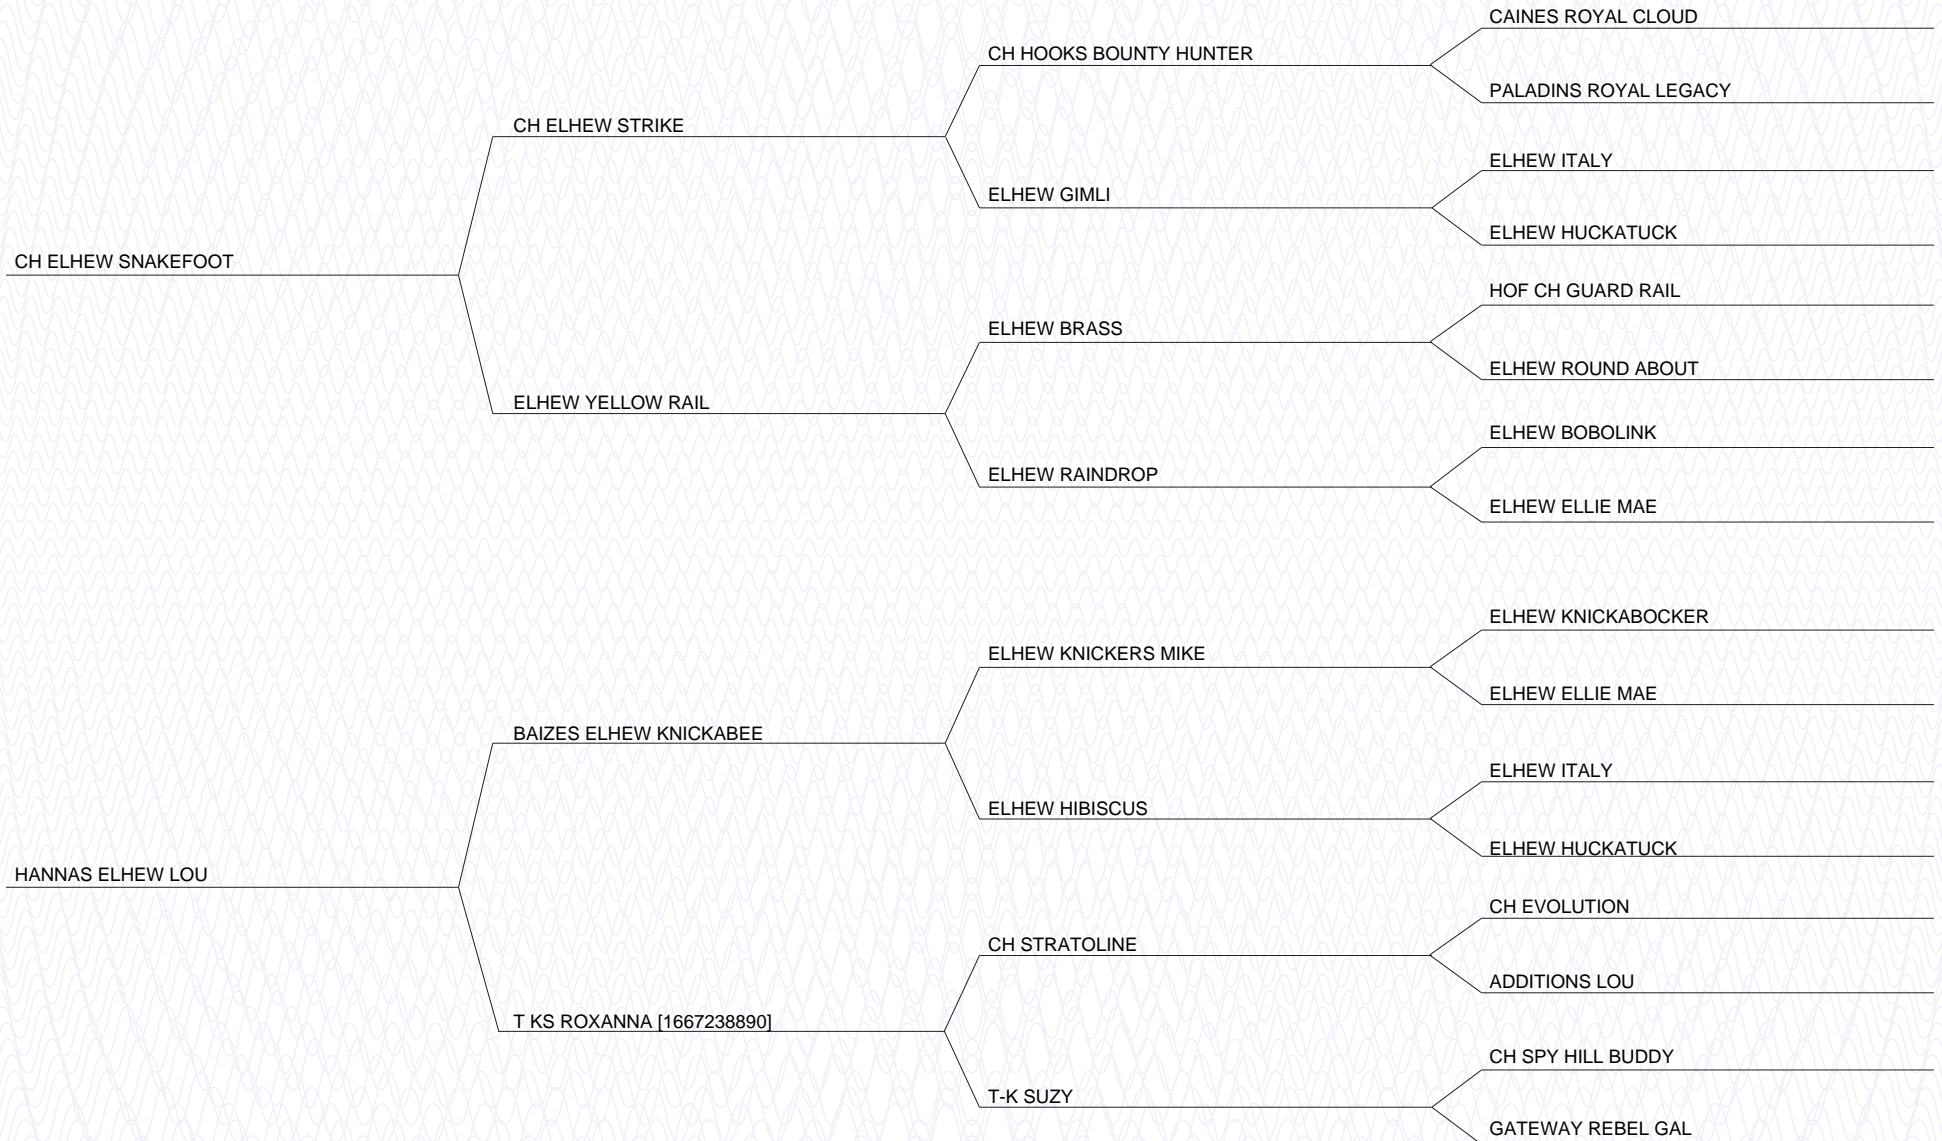 CAINES ROYAL CLOUD
CH HOOKS BOUNTY HUNTER
PALADINS ROYAL LEGACY
CH ELHEW STRIKE
ELHEW ITALY
ELHEW GIMLI
ELHEW HUCKATUCK
CH ELHEW SNAKEFOOT
HOF CH GUARD RAIL
ELHEW BRASS
ELHEW ROUND ABOUT
ELHEW YELLOW RAIL
ELHEW BOBOLINK
ELHEW RAINDROP
ELHEW ELLIE MAE
ELHEW KNICKABOCKER
ELHEW KNICKERS MIKE
ELHEW ELLIE MAE
BAIZES ELHEW KNICKABEE
ELHEW ITALY
ELHEW HIBISCUS
ELHEW HUCKATUCK
HANNAS ELHEW LOU
CH EVOLUTION
CH STRATOLINE
ADDITIONS LOU
T KS ROXANNA [1667238890]
CH SPY HILL BUDDY
T-K SUZY
GATEWAY REBEL GAL